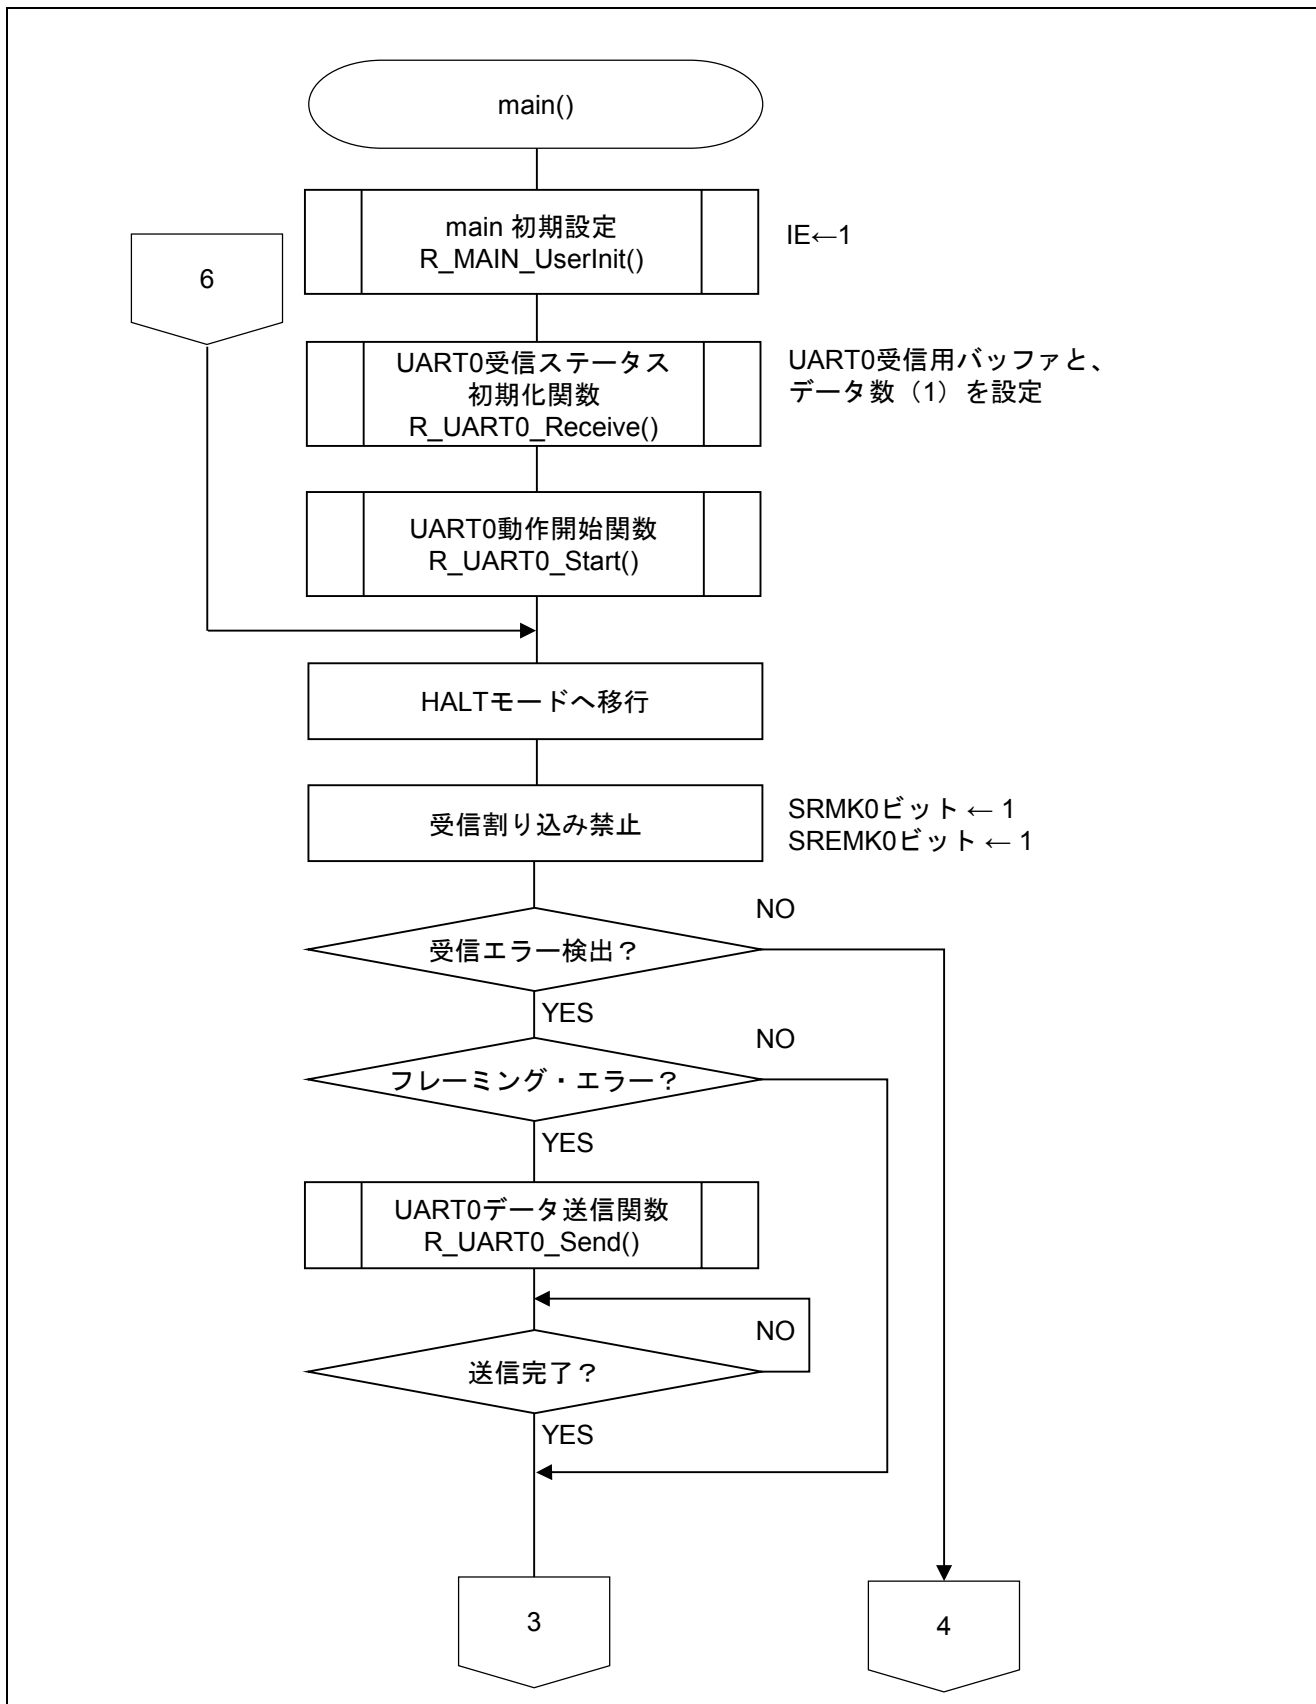 main()
main 初期設定
R_MAIN_UserInit()
IE←1
6
UART0受信ステータス
初期化関数
R_UART0_Receive()
UART0受信用バッファと、
データ数（1）を設定
UART0動作開始関数
R_UART0_Start()
HALTモードへ移行
受信割り込み禁止
SRMK0ビット ← 1
SREMK0ビット ← 1
受信エラー検出？
NO
YES
フレーミング・エラー？
NO
YES
UART0データ送信関数
R_UART0_Send()
送信完了？
NO
YES
3
4